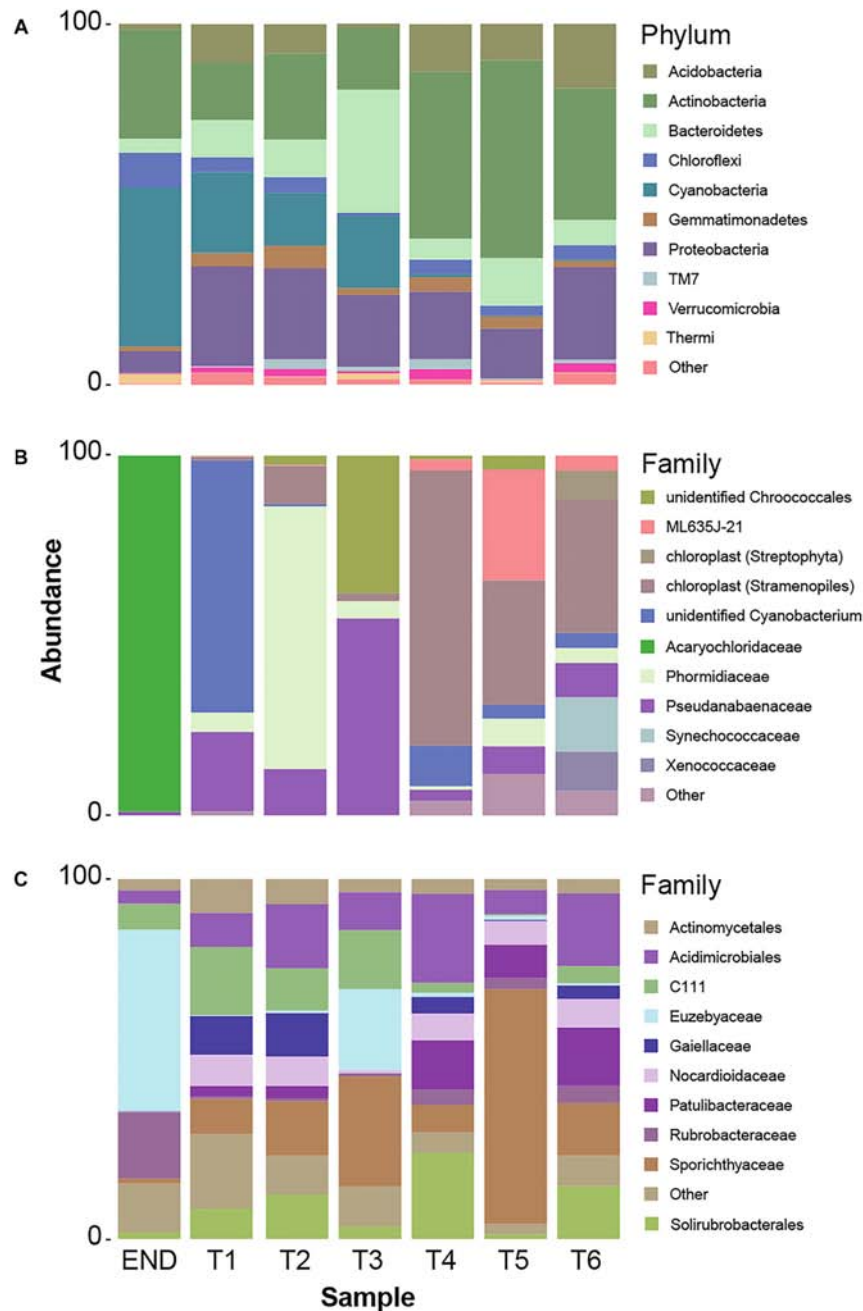 A
100
0
Phylum
Acidobacteria
Actinobacteria
Bacteroidetes
Chloroflexi
Cyanobacteria
Gemmatimonadetes
Proteobacteria
TM7
Verrucomicrobia
Thermi
Other
B
100
0
Abundance
Family
unidentified Chroococcales
ML635J-21
chloroplast (Streptophyta)
chloroplast (Stramenopiles)
unidentified Cyanobacterium
Acaryochloridaceae
Phormidiaceae
Pseudanabaenaceae
Synechococcaceae
Xenococcaceae
Other
C
100
0
Family
Actinomycetales
Acidimicrobiales
C111
Euzebyaceae
Gaiellaceae
Nocardioidaceae
Patulibacteraceae
Rubrobacteraceae
Sporichthyaceae
Other
Solirubrobacterales
END T1 T2 T3 T4 T5 T6
Sample